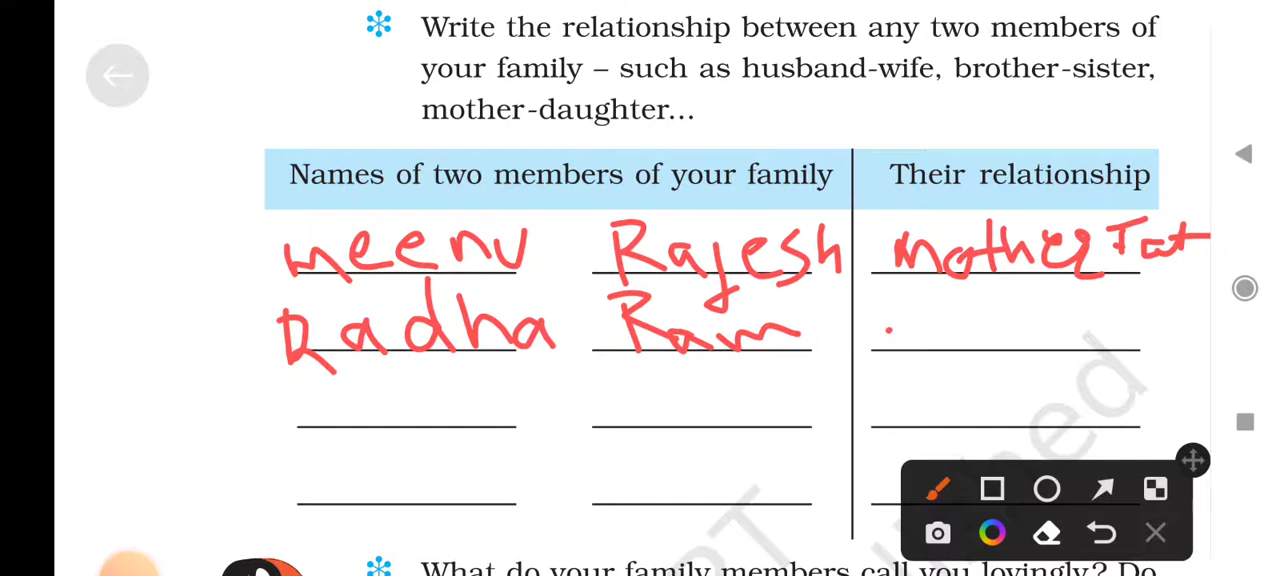 Write the relationship between any two members of
your family – such as husband-wife, brother-sister,
mother-daughter...
Names of two members of your family Their relationship
meenu Rajesh mother Fat
Radha Ram
What do your family members call you lovingly? Do